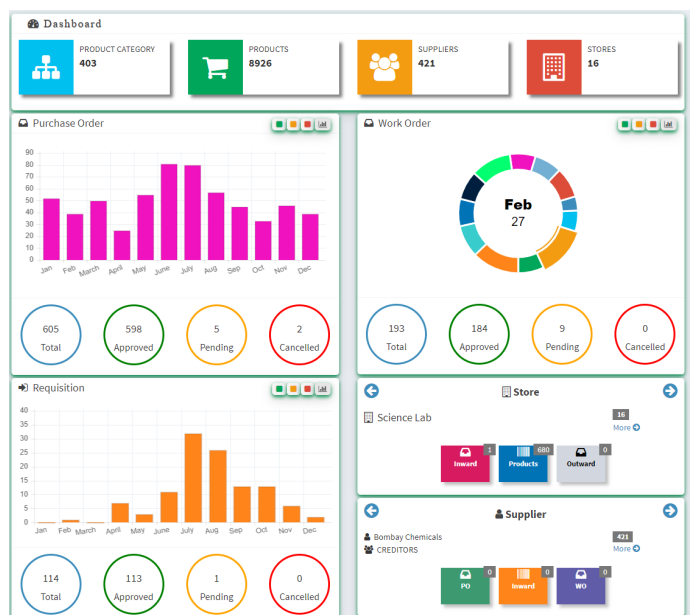 Dashboard
PRODUCT CATEGORY
403
PRODUCTS
8926
SUPPLIERS
421
STORES
16
Purchase Order
90
80
70
60
50
40
30
20
10
0
Jan Feb March April May June July Aug Sep Oct Nov Dec
605
Total
598
Approved
5
Pending
2
Cancelled
Work Order
Feb
27
193
Total
184
Approved
9
Pending
0
Cancelled
Requisition
40
35
30
25
20
15
10
5
0
Jan Feb March April May June July Aug Sep Oct Nov Dec
114
Total
113
Approved
1
Pending
0
Cancelled
Store
Science Lab
16
More
1
Inward
680
Products
0
Outward
Supplier
Bombay Chemicals
CREDITORS
421
More
0
PO
0
Inward
0
WO